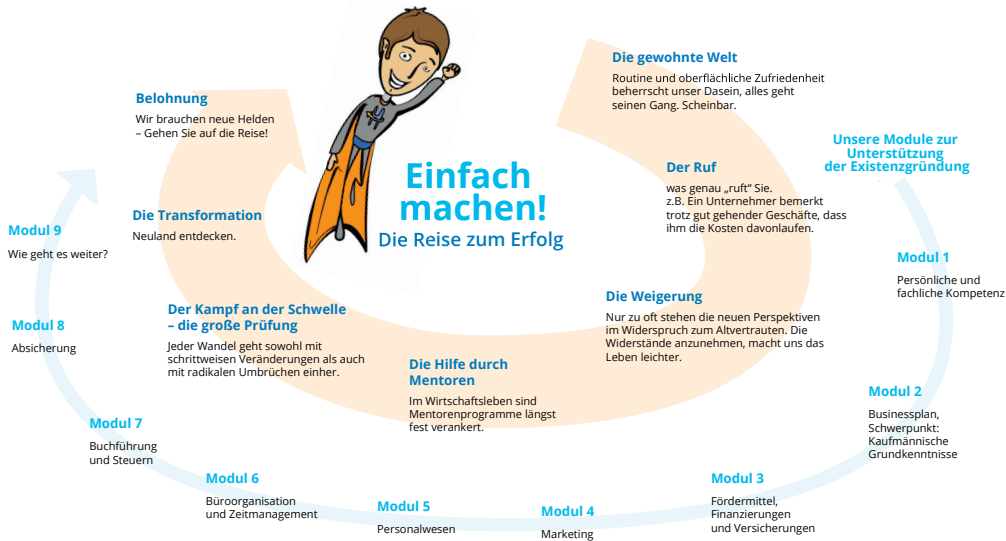 Einfach
machen!
Die Reise zum Erfolg
Die gewohnte Welt
Routine und oberflächliche Zufriedenheit
beherrscht unser Dasein, alles geht
seinen Gang. Scheinbar.
Der Ruf
was genau „ruft“ Sie.
z.B. Ein Unternehmer bemerkt
trotz gut gehender Geschäfte, dass
ihm die Kosten davonlaufen.
Die Weigerung
Nur zu oft stehen die neuen Perspektiven
im Widerspruch zum Altvertrauten. Die
Widerstände anzunehmen, macht uns das
Leben leichter.
Die Hilfe durch
Mentoren
Im Wirtschaftsleben sind
Mentorenprogramme längst
fest verankert.
Der Kampf an der Schwelle
– die große Prüfung
Jeder Wandel geht sowohl mit
schrittweisen Veränderungen als auch
mit radikalen Umbrüchen einher.
Die Transformation
Neuland entdecken.
Belohnung
Wir brauchen neue Helden
– Gehen Sie auf die Reise!
Unsere Module zur
Unterstützung
der Existenzgründung
Modul 1
Persönliche und
fachliche Kompetenz
Modul 2
Businessplan,
Schwerpunkt:
Kaufmännische
Grundkenntnisse
Modul 3
Fördermittel,
Finanzierungen
und Versicherungen
Modul 4
Marketing
Modul 5
Personalwesen
Modul 6
Büroorganisation
und Zeitmanagement
Modul 7
Buchführung
und Steuern
Modul 8
Absicherung
Modul 9
Wie geht es weiter?